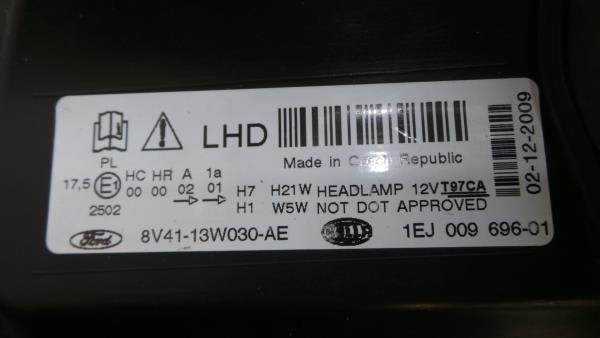 LHD
Made in Czech Republic
02-12-2009
PL
HC HR A 1a
17,5 E1 00 00 02 01
2502
H7 H21W HEADLAMP 12V T97CA
H1 W5W NOT DOT APPROVED
Ford 8V41-13W030-AE HELLA 1EJ 009 696-01